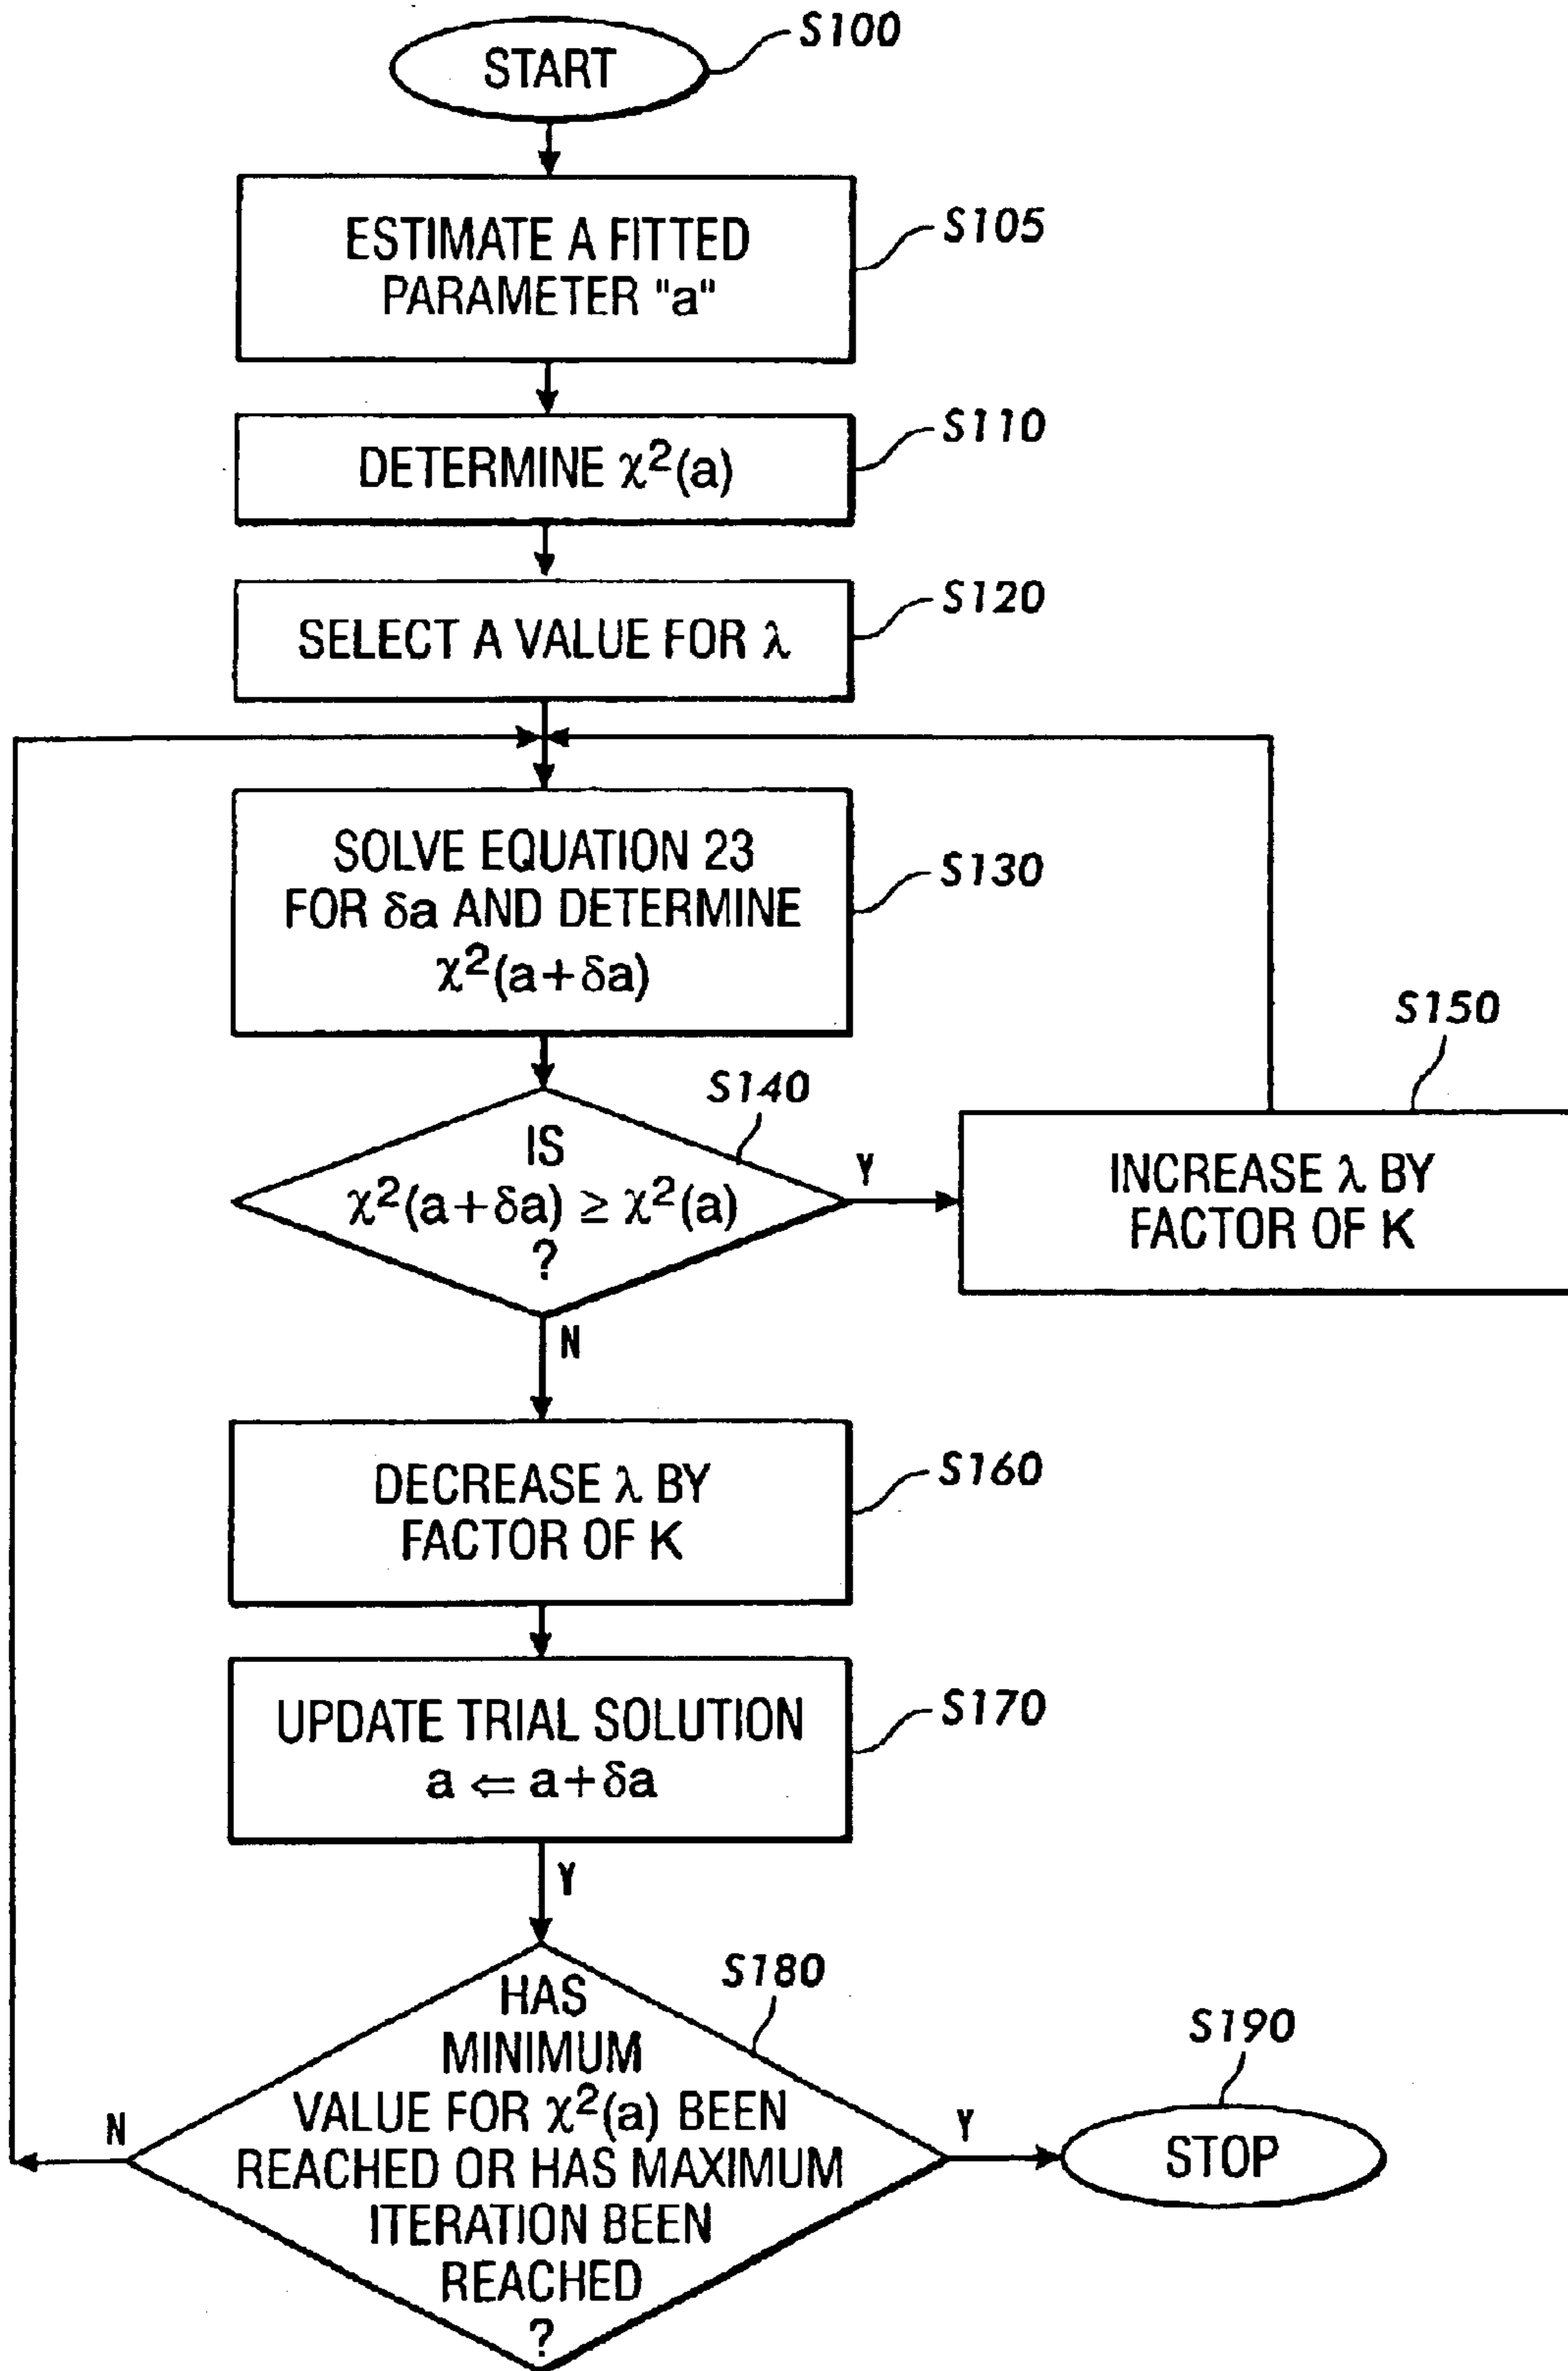 START
S100
ESTIMATE A FITTED
PARAMETER "a"
S105
DETERMINE χ²(a)
S110
SELECT A VALUE FOR λ
S120
SOLVE EQUATION 23
FOR δa AND DETERMINE
χ²(a+δa)
S130
IS
χ²(a+δa) ≥ χ²(a)
?
S140
Y
INCREASE λ BY
FACTOR OF K
S150
N
DECREASE λ BY
FACTOR OF K
S160
UPDATE TRIAL SOLUTION
a ⇐ a+δa
S170
Y
HAS
MINIMUM
VALUE FOR χ²(a) BEEN
REACHED OR HAS MAXIMUM
ITERATION BEEN
REACHED
?
S180
N
Y
STOP
S190